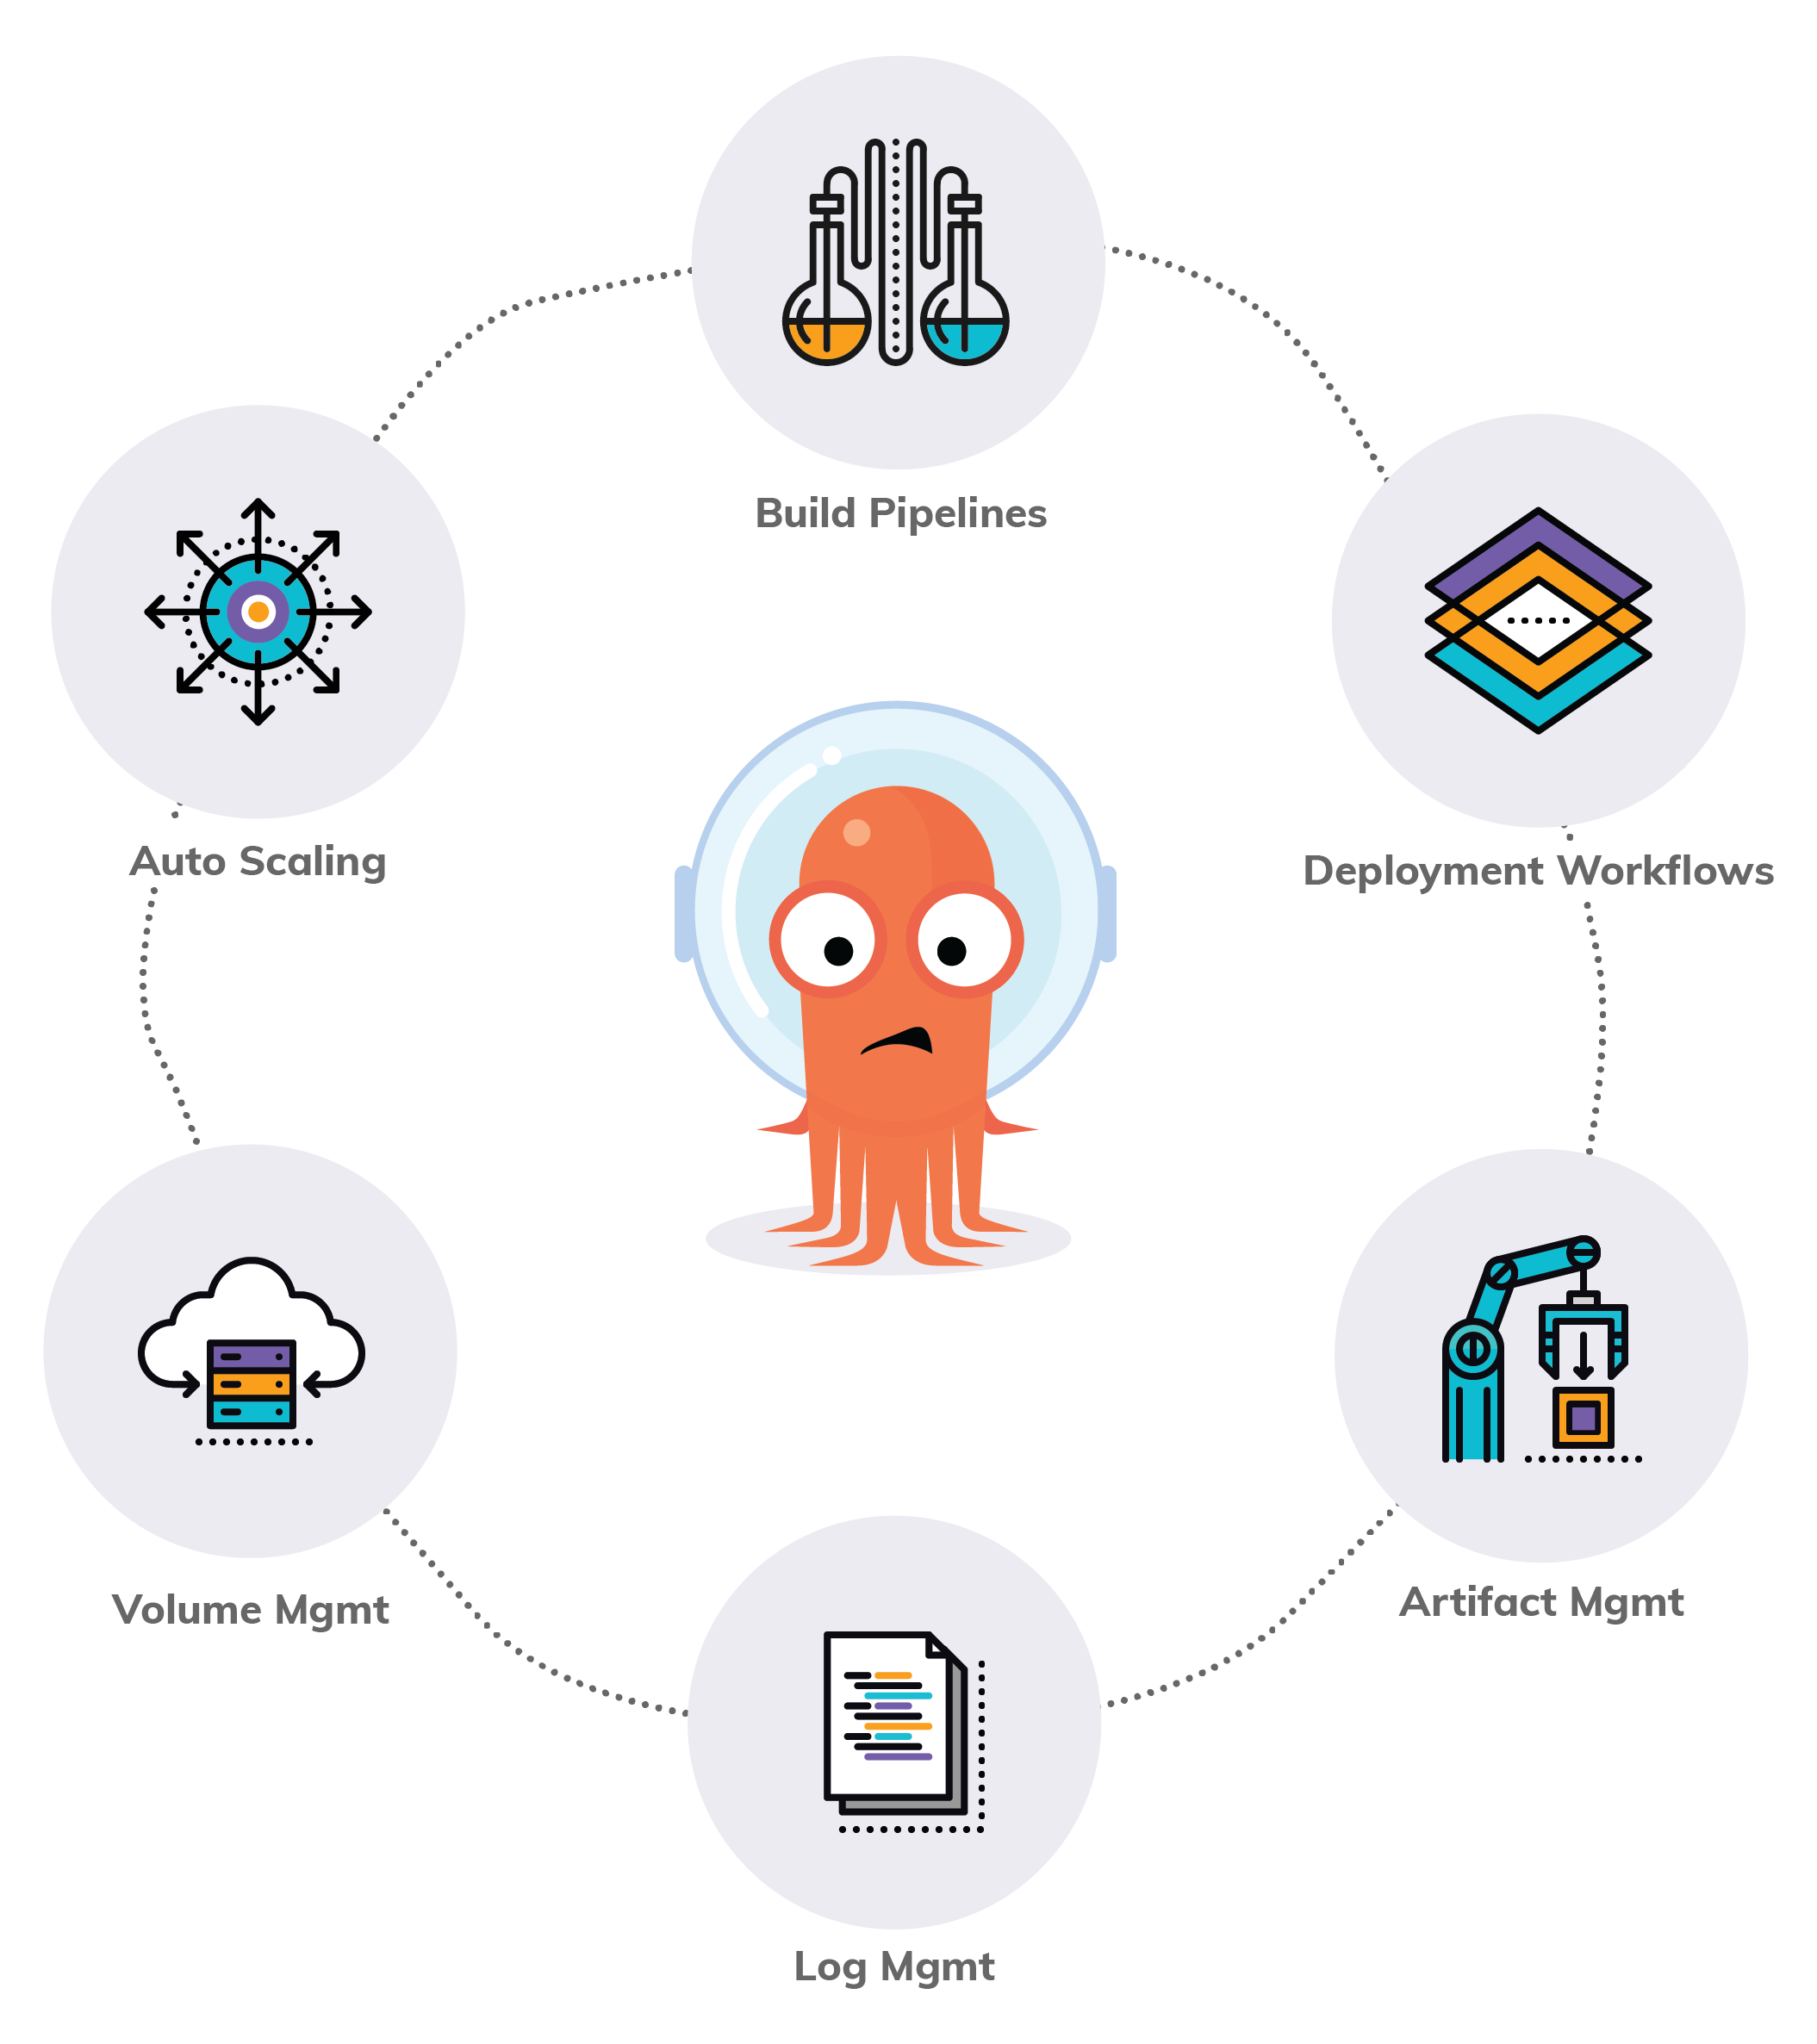 Build Pipelines
Auto Scaling
Deployment Workflows
Volume Mgmt
Artifact Mgmt
Log Mgmt